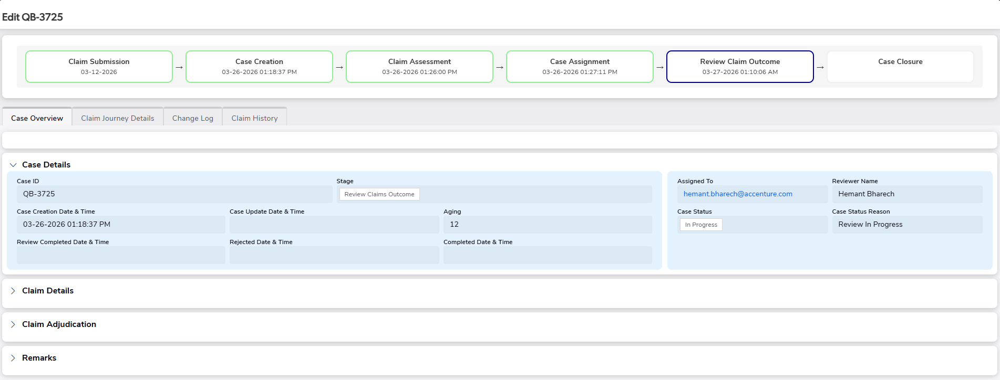 Edit QB-3725
Claim Submission
03-12-2026
→
Case Creation
03-26-2026 01:18:37 PM
→
Claim Assessment
03-26-2026 01:26:00 PM
→
Case Assignment
03-26-2026 01:27:11 PM
→
Review Claim Outcome
03-27-2026 01:10:06 AM
→
Case Closure
Case Overview
Claim Journey Details
Change Log
Claim History
Case Details
Case ID
QB-3725
Stage
Review Claims Outcome
Case Creation Date & Time
03-26-2026 01:18:37 PM
Case Update Date & Time
Aging
12
Review Completed Date & Time
Rejected Date & Time
Completed Date & Time
Assigned To
hemant.bharech@accenture.com
Reviewer Name
Hemant Bharech
Case Status
In Progress
Case Status Reason
Review In Progress
Claim Details
Claim Adjudication
Remarks